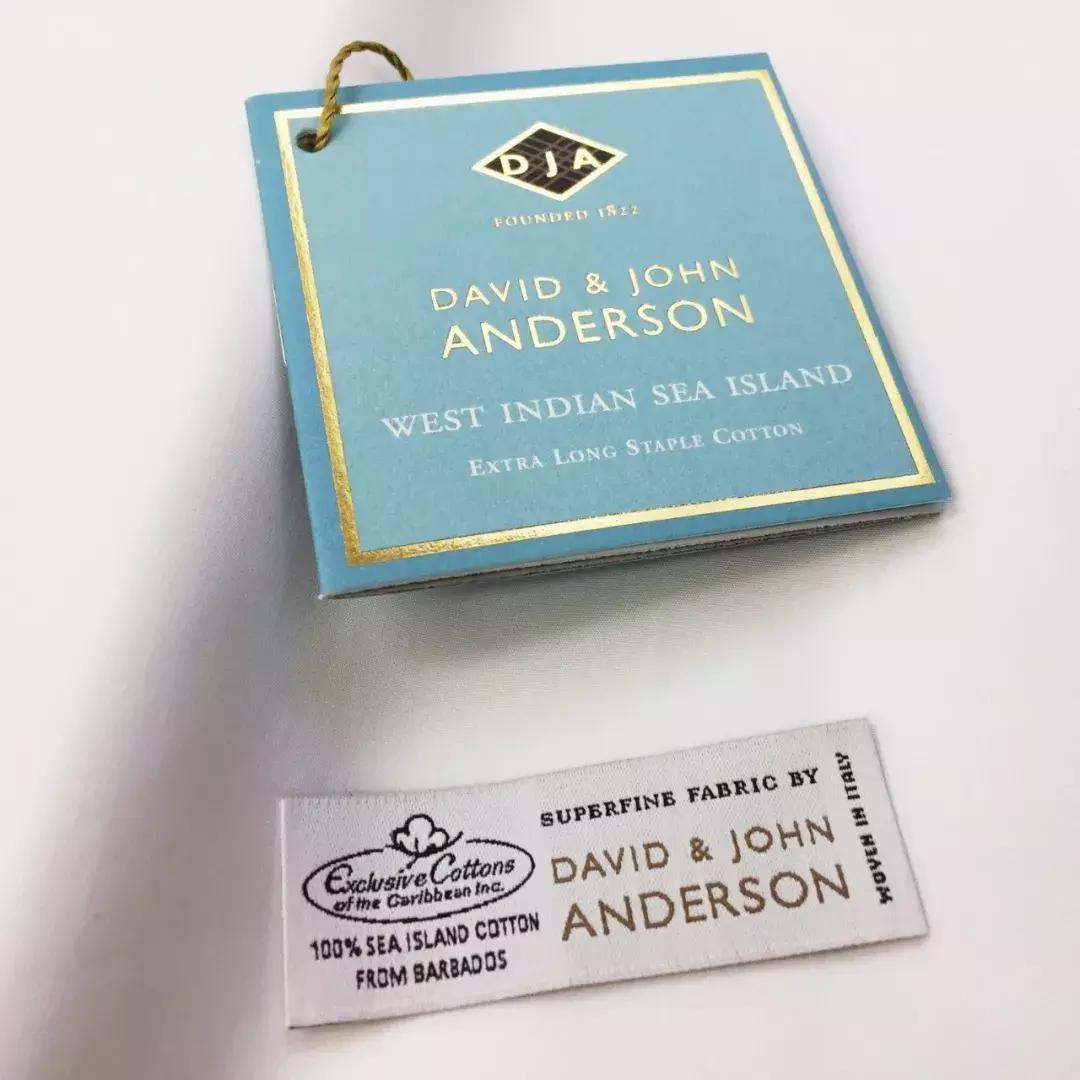 DJA
FOUNDED 1822
DAVID & JOHN
ANDERSON
WEST INDIAN SEA ISLAND
EXTRA LONG STAPLE COTTON
Exclusive Cottons
of the Caribbean Inc.
100% SEA ISLAND COTTON
FROM BARBADOS
SUPERFINE FABRIC BY
DAVID & JOHN
ANDERSON
WOVEN IN ITALY